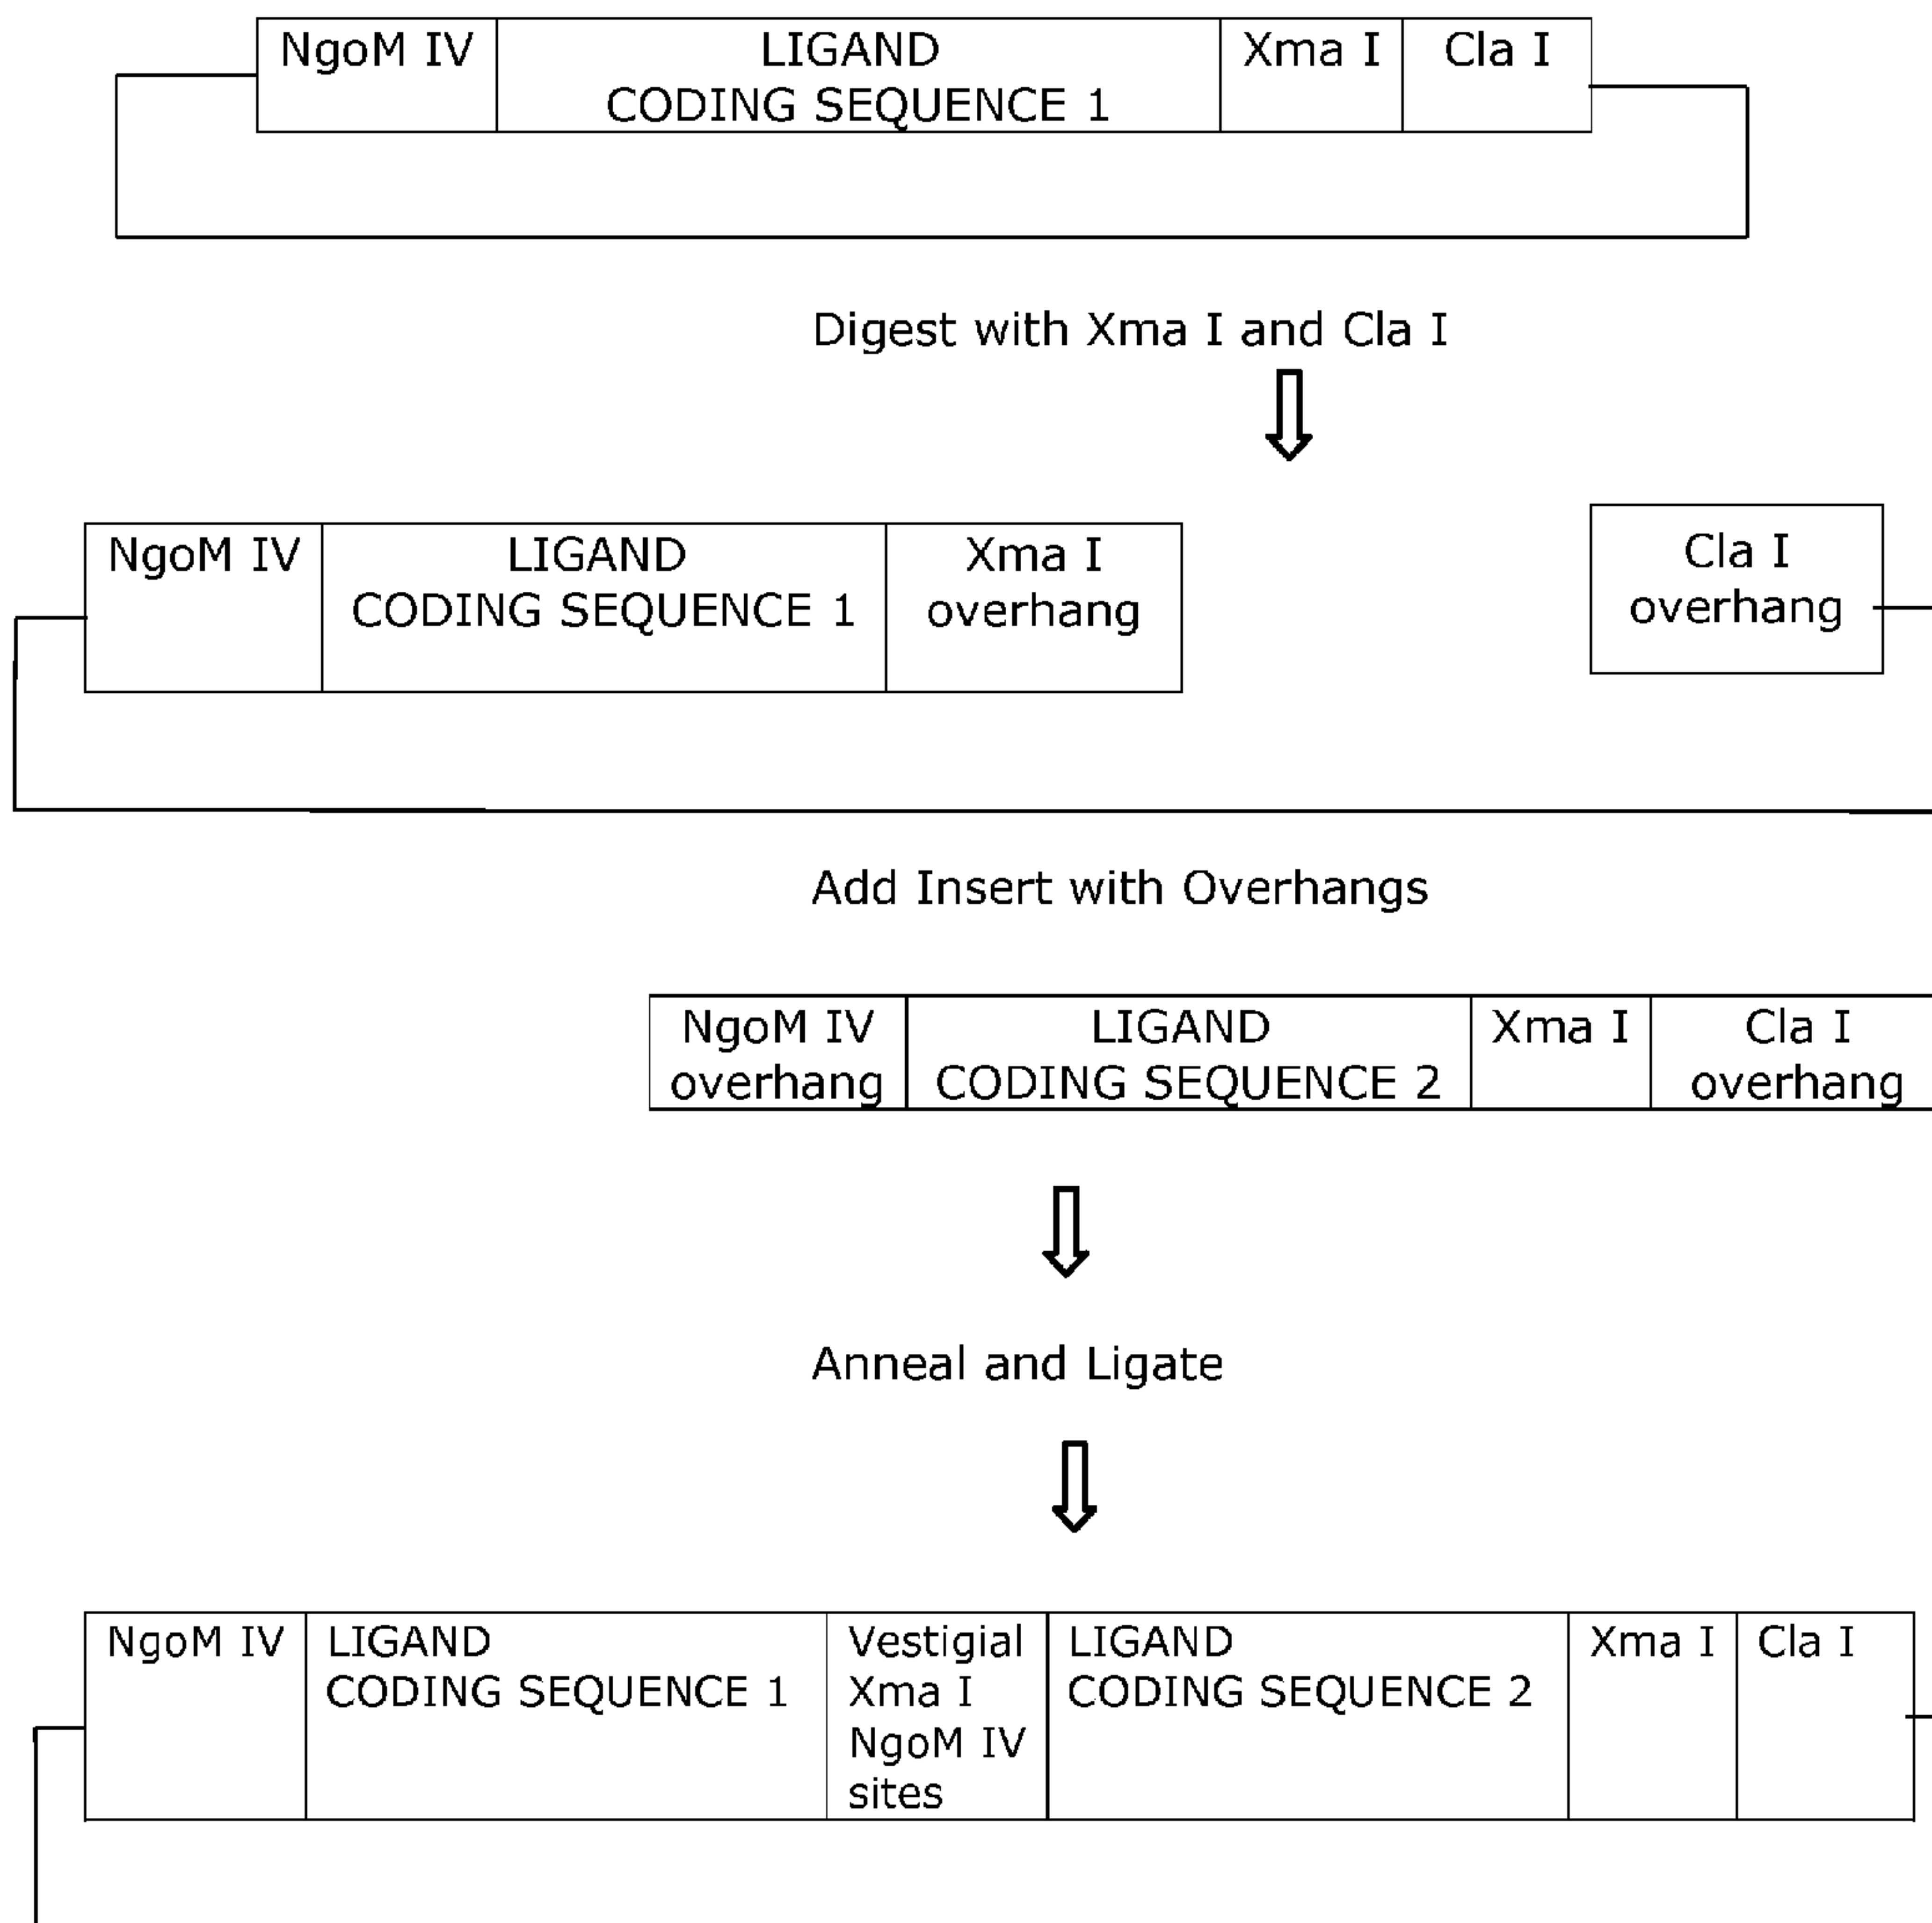 NgoM IV
LIGAND
CODING SEQUENCE 1
Xma I
Cla I
Digest with Xma I and Cla I
NgoM IV
LIGAND
CODING SEQUENCE 1
Xma I
overhang
Cla I
overhang
Add Insert with Overhangs
NgoM IV
overhang
LIGAND
CODING SEQUENCE 2
Xma I
Cla I
overhang
Anneal and Ligate
NgoM IV
LIGAND
CODING SEQUENCE 1
Vestigial
Xma I
NgoM IV
sites
LIGAND
CODING SEQUENCE 2
Xma I
Cla I